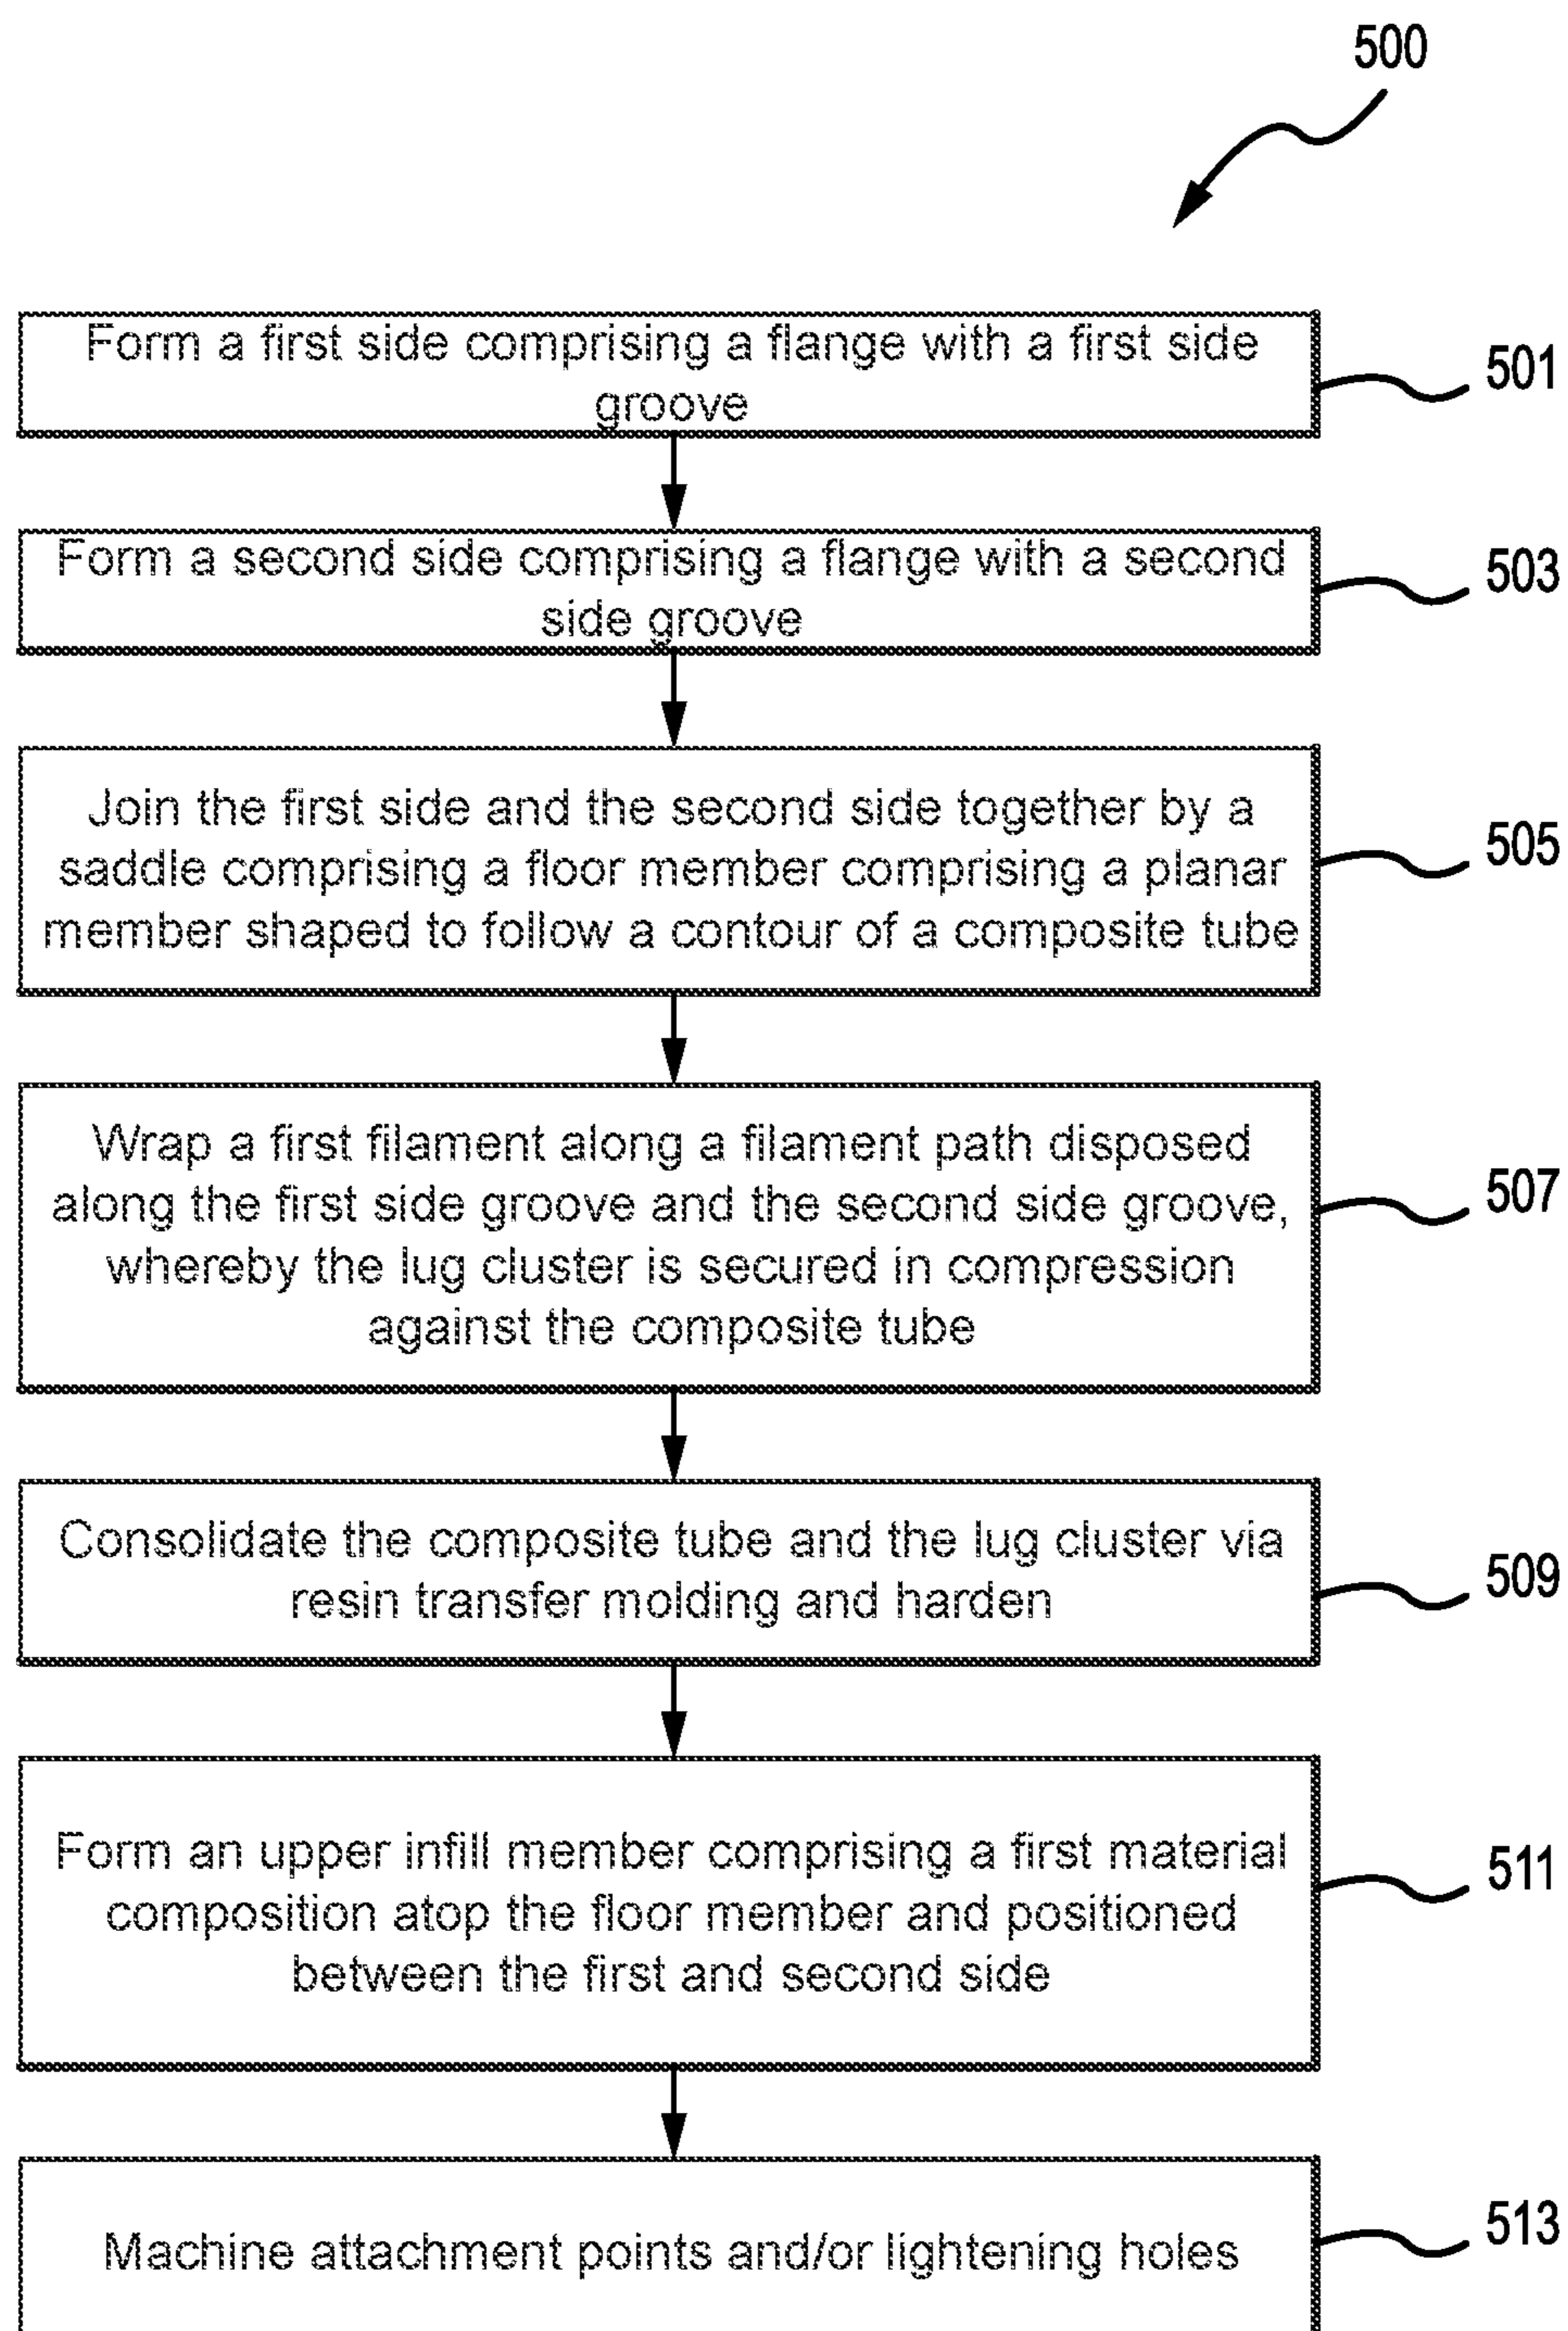 500
Form a first side comprising a flange with a first side
groove
501
Form a second side comprising a flange with a second
side groove
503
Join the first side and the second side together by a
saddle comprising a floor member comprising a planar
member shaped to follow a contour of a composite tube
505
Wrap a first filament along a filament path disposed
along the first side groove and the second side groove,
whereby the lug cluster is secured in compression
against the composite tube
507
Consolidate the composite tube and the lug cluster via
resin transfer molding and harden
509
Form an upper infill member comprising a first material
composition atop the floor member and positioned
between the first and second side
511
Machine attachment points and/or lightening holes
513